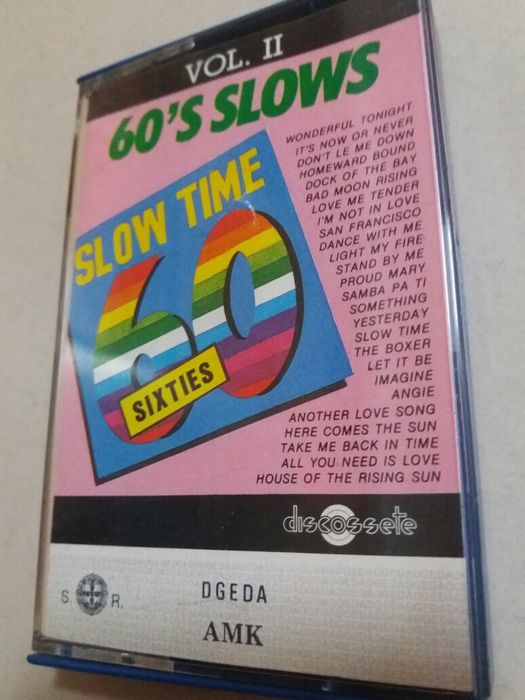 VOL. II
60'S SLOWS
SLOW TIME
60
SIXTIES
WONDERFUL TONIGHT
IT'S NOW OR NEVER
DON'T LE ME DOWN
HOMEWARD BOUND
DOCK OF THE BAY
BAD MOON RISING
LOVE ME TENDER
I'M NOT IN LOVE
SAN FRANCISCO
DANCE WITH ME
LIGHT MY FIRE
STAND BY ME
PROUD MARY
SAMBA PA TI
SOMETHING
YESTERDAY
SLOW TIME
THE BOXER
LET IT BE
IMAGINE
ANGIE
ANOTHER LOVE SONG
HERE COMES THE SUN
TAKE ME BACK IN TIME
ALL YOU NEED IS LOVE
HOUSE OF THE RISING SUN
discossete
S. R.
DGEDA
AMK